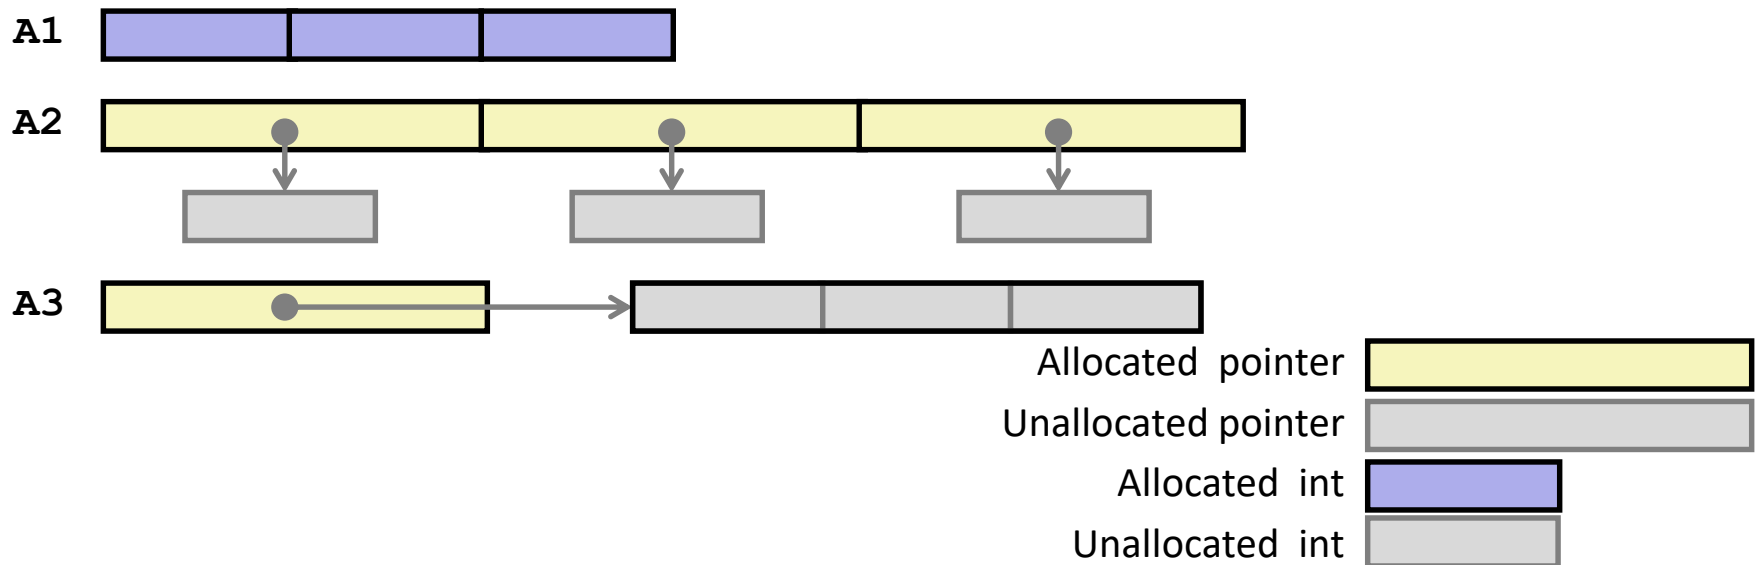 A1
A2
A3
Allocated pointer
Unallocated pointer
Allocated int
Unallocated int